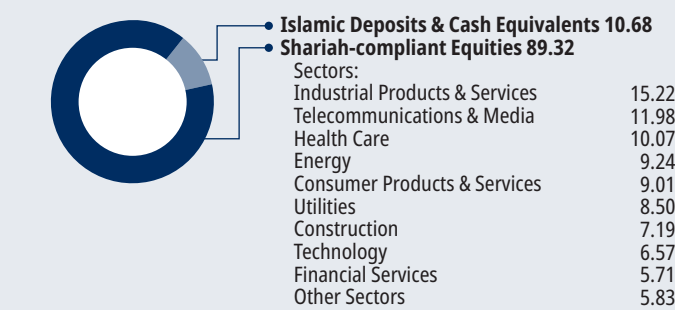 Islamic Deposits & Cash Equivalents 10.68
Shariah-compliant Equities 89.32
Sectors:
Industrial Products & Services 15.22
Telecommunications & Media 11.98
Health Care 10.07
Energy 9.24
Consumer Products & Services 9.01
Utilities 8.50
Construction 7.19
Technology 6.57
Financial Services 5.71
Other Sectors 5.83